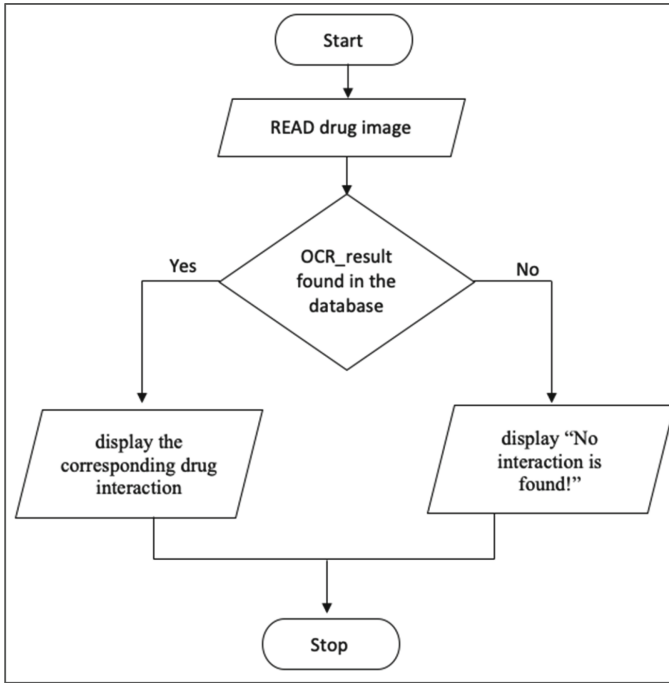 Start
READ drug image
OCR_result
found in the
database
Yes
No
display the
corresponding drug
interaction
display “No
interaction is
found!”
Stop